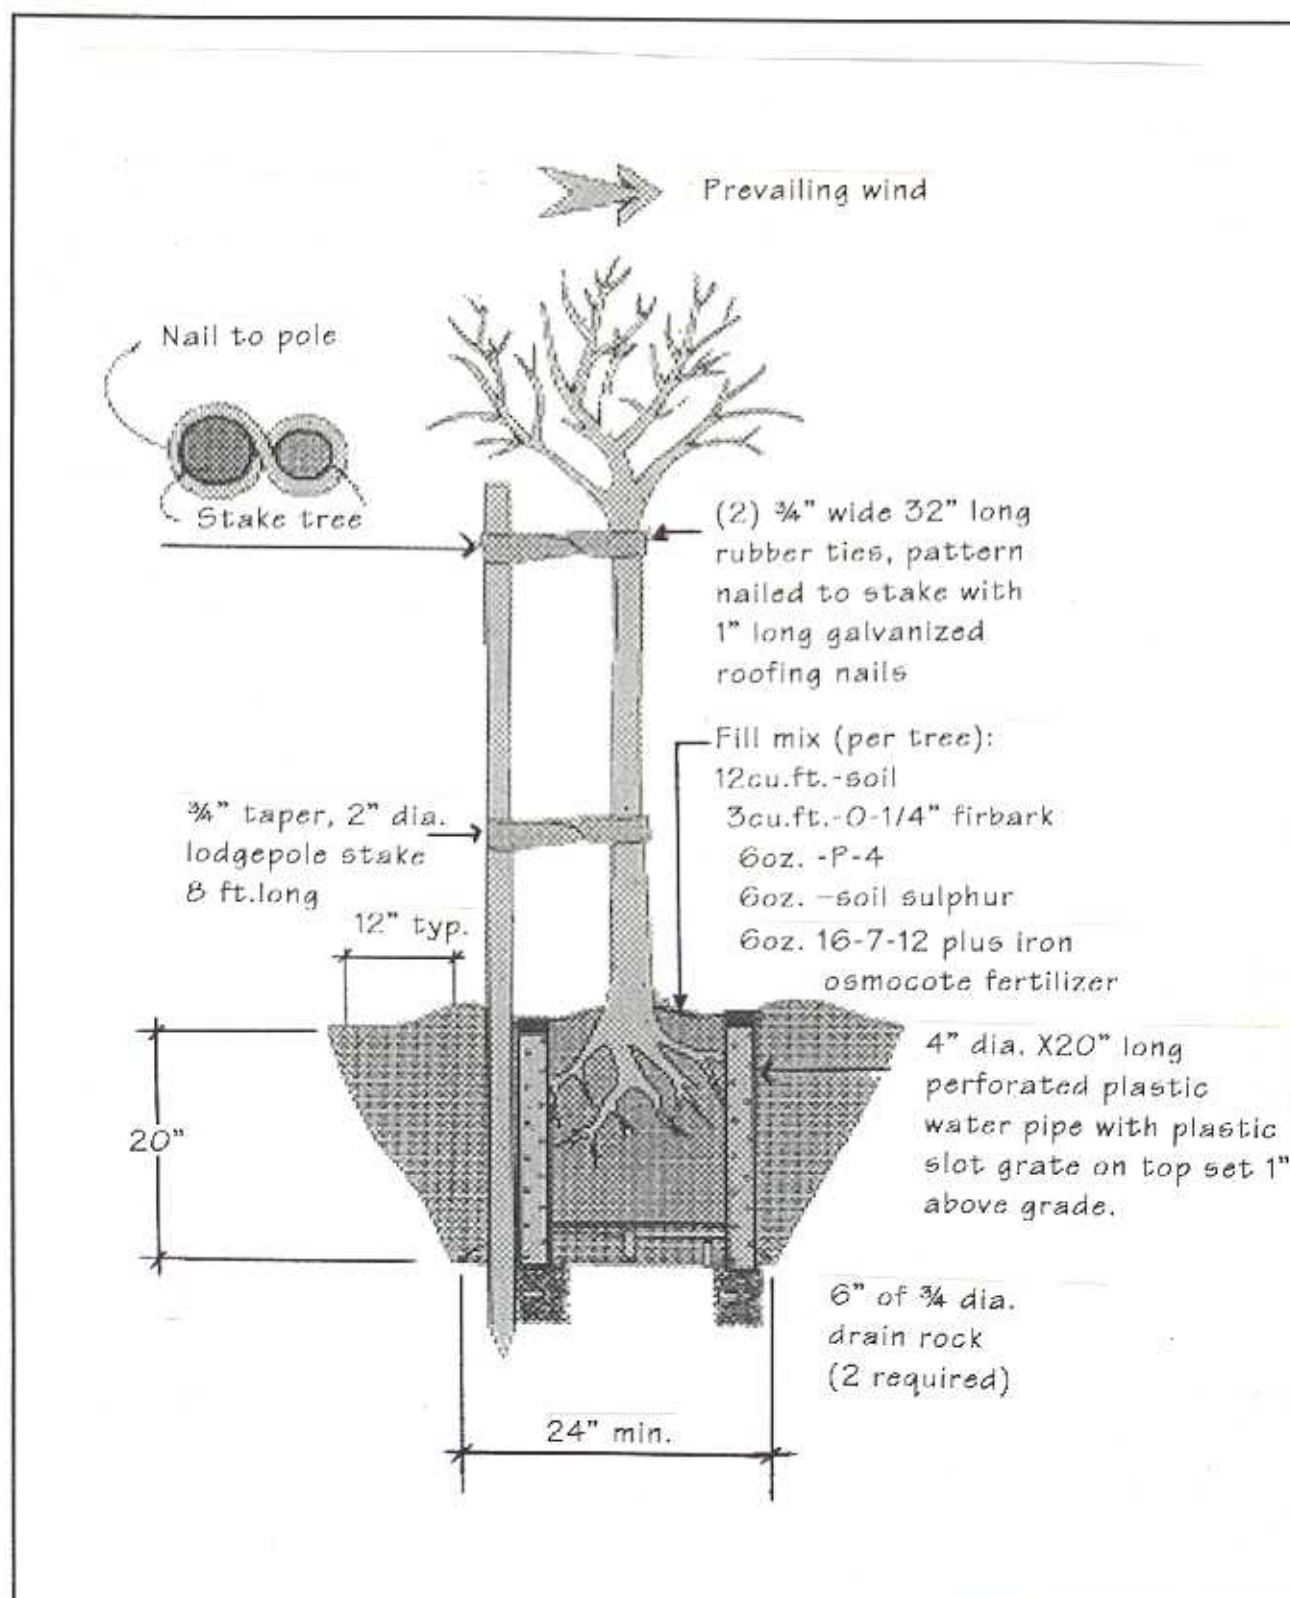 Prevailing wind
Nail to pole
Stake tree
(2) ¾" wide 32" long
rubber ties, pattern
nailed to stake with
1" long galvanized
roofing nails
Fill mix (per tree):
12cu.ft.-soil
3cu.ft.-0-1/4" firbark
6oz. -P-4
6oz. -soil sulphur
6oz. 16-7-12 plus iron
osmocote fertilizer
¾" taper, 2" dia.
lodgepole stake
8 ft.long
12" typ.
20"
4" dia. X20" long
perforated plastic
water pipe with plastic
slot grate on top set 1"
above grade.
6" of ¾ dia.
drain rock
(2 required)
24" min.